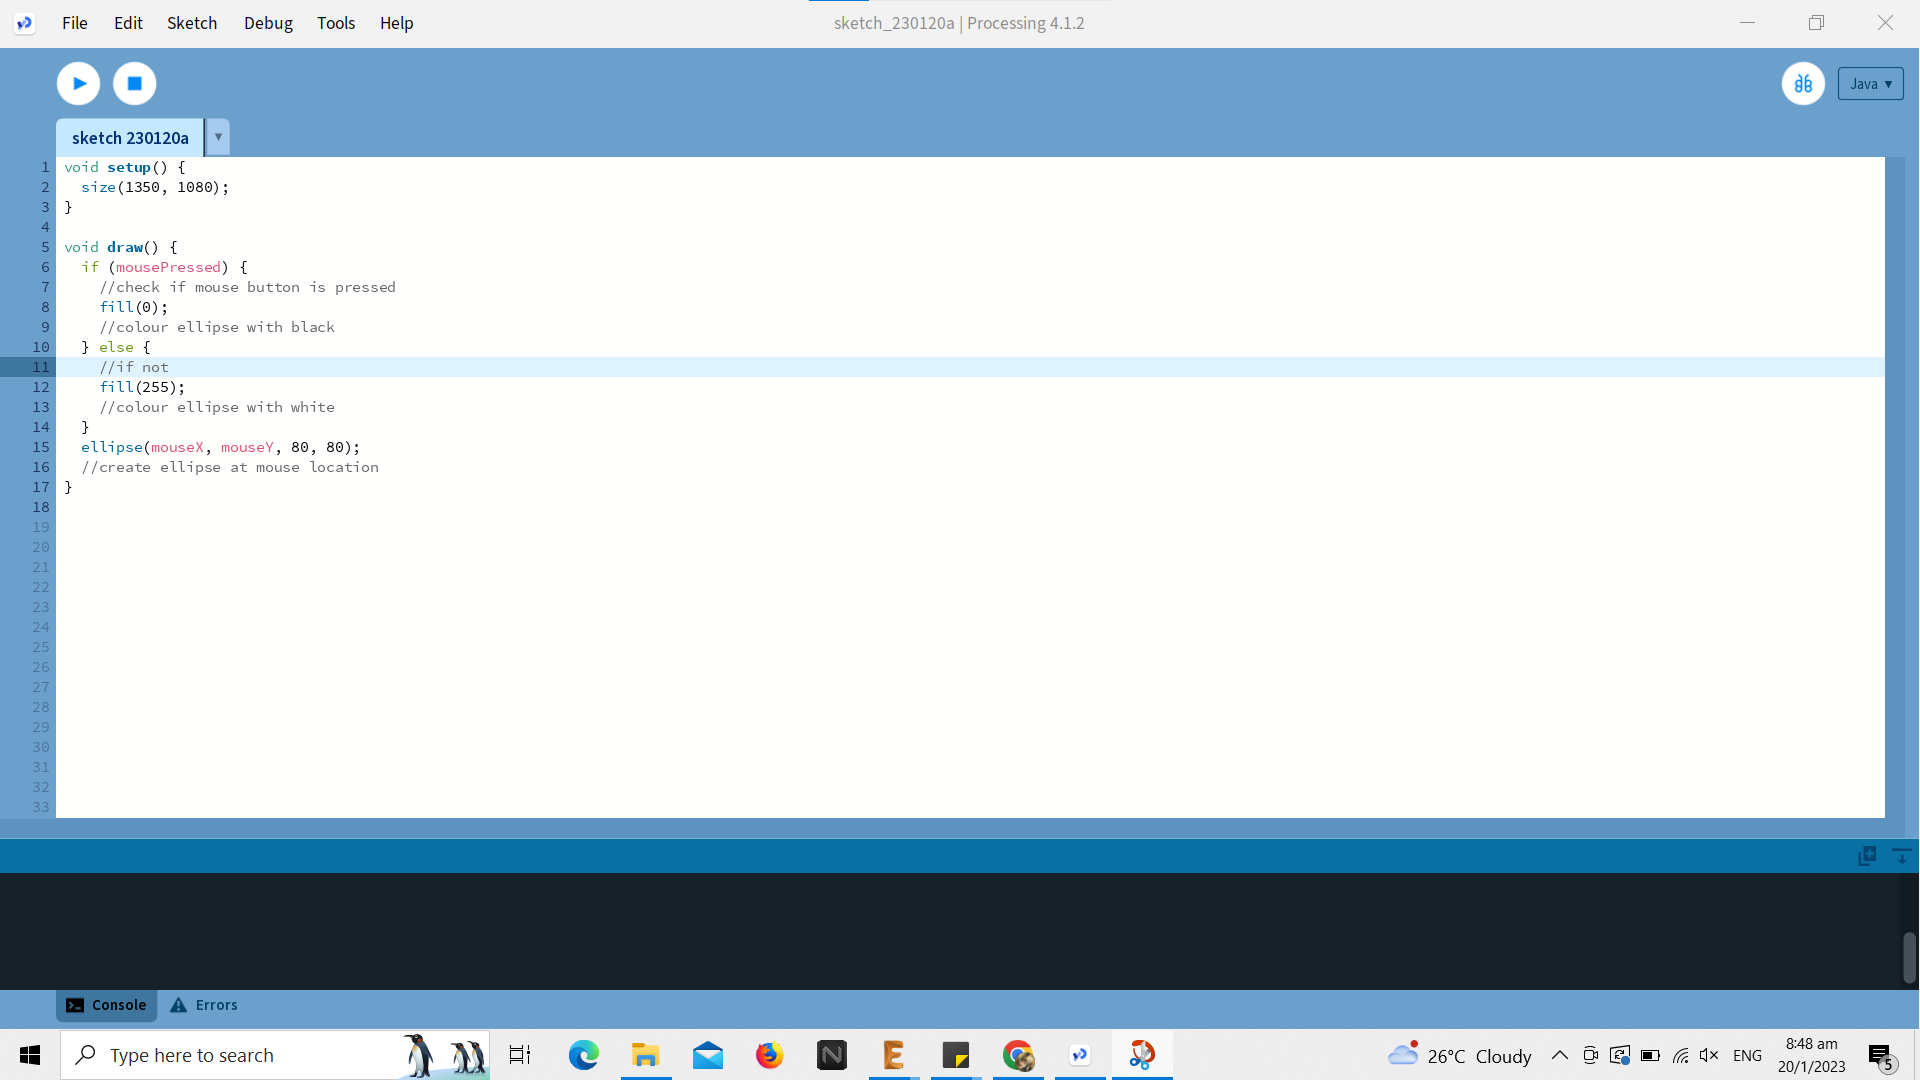 File Edit Sketch Debug Tools Help
sketch_230120a | Processing 4.1.2
Java ▾
sketch 230120a ▾
1 void setup() {
2   size(1350, 1080);
3 }
4
5 void draw() {
6   if (mousePressed) {
7     //check if mouse button is pressed
8     fill(0);
9     //colour ellipse with black
10   } else {
11     //if not
12     fill(255);
13     //colour ellipse with white
14   }
15   ellipse(mouseX, mouseY, 80, 80);
16   //create ellipse at mouse location
17 }
18
19
20
21
22
23
24
25
26
27
28
29
30
31
32
33
Console Errors
Type here to search
N
E
26°C Cloudy
ENG
8:48 am
20/1/2023
5